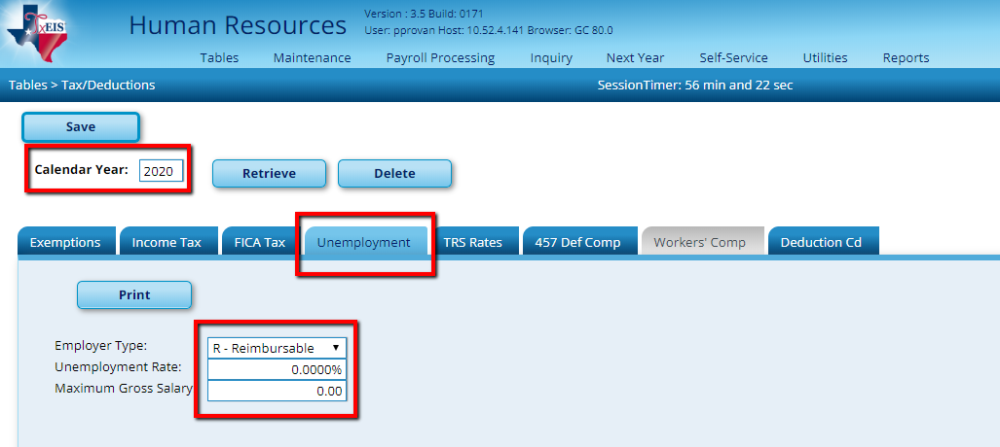 TxEIS
Human Resources
Version : 3.5 Build: 0171
User: pprovan Host: 10.52.4.141 Browser: GC 80.0
Tables Maintenance Payroll Processing Inquiry Next Year Self-Service Utilities Reports
Tables > Tax/Deductions SessionTimer: 56 min and 22 sec
Save
Calendar Year: 2020 Retrieve Delete
Exemptions Income Tax FICA Tax Unemployment TRS Rates 457 Def Comp Workers' Comp Deduction Cd
Print
Employer Type: R - Reimbursable
Unemployment Rate: 0.0000%
Maximum Gross Salary 0.00